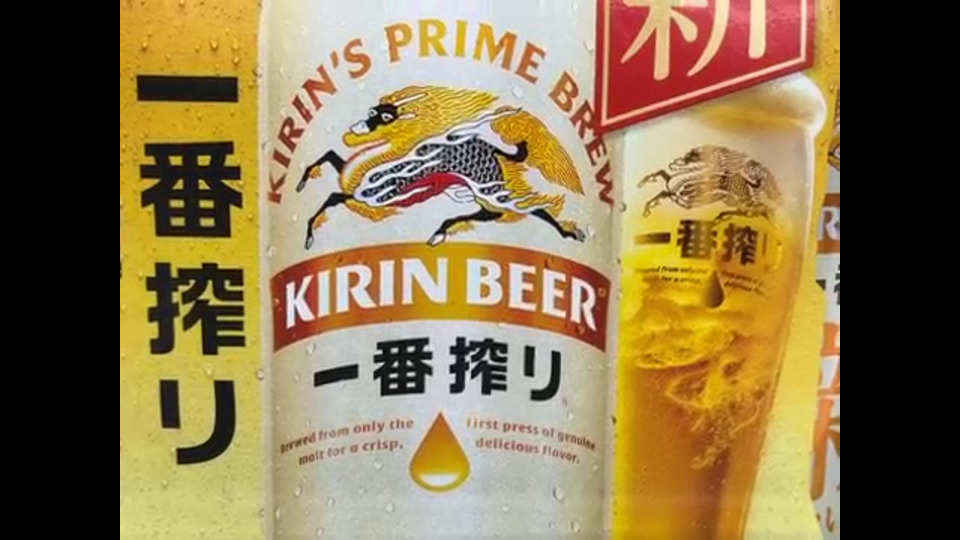 一番搾り
KIRIN'S PRIME BREW
KIRIN BEER
一番搾り
Brewed from only the
malt for a crisp,
first press of genuine
delicious flavor.
新
一番搾り